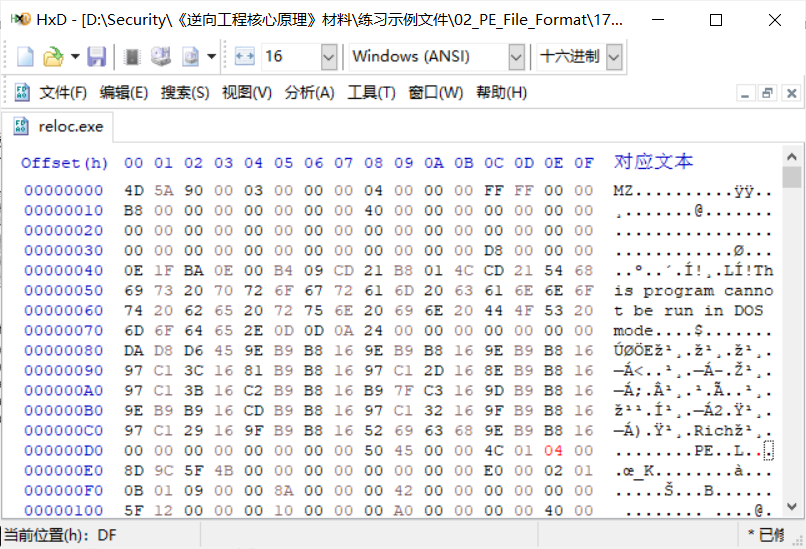 HxD - [D:\Security\《逆向工程核心原理》材料\练习示例文件\02_PE_File_Format\17...
16 Windows (ANSI) 十六进制
文件(F) 编辑(E) 搜索(S) 视图(V) 分析(A) 工具(T) 窗口(W) 帮助(H)
reloc.exe
Offset(h) 00 01 02 03 04 05 06 07 08 09 0A 0B 0C 0D 0E 0F 对应文本
00000000 4D 5A 90 00 03 00 00 00 04 00 00 00 FF FF 00 00 MZ..........ÿÿ..
00000010 B8 00 00 00 00 00 00 00 40 00 00 00 00 00 00 00 ¸.......@.......
00000020 00 00 00 00 00 00 00 00 00 00 00 00 00 00 00 00 ................
00000030 00 00 00 00 00 00 00 00 00 00 00 00 D8 00 00 00 ............Ø...
00000040 0E 1F BA 0E 00 B4 09 CD 21 B8 01 4C CD 21 54 68 ..º..´.Í!¸.LÍ!Th
00000050 69 73 20 70 72 6F 67 72 61 6D 20 63 61 6E 6E 6F is program canno
00000060 74 20 62 65 20 72 75 6E 20 69 6E 20 44 4F 53 20 t be run in DOS
00000070 6D 6F 64 65 2E 0D 0D 0A 24 00 00 00 00 00 00 00 mode....$.......
00000080 DA D8 D6 45 9E B9 B8 16 9E B9 B8 16 9E B9 B8 16 ÚØÖEž¹¸.ž¹¸.ž¹¸.
00000090 97 C1 3C 16 81 B9 B8 16 97 C1 2D 16 8E B9 B8 16 —Á<..¹¸.—Á-.Ž¹¸.
000000A0 97 C1 3B 16 C2 B9 B8 16 B9 7F C3 16 9D B9 B8 16 —Á;.Â¹¸.¹.Ã..¹¸.
000000B0 9E B9 B9 16 CD B9 B8 16 97 C1 32 16 9F B9 B8 16 ž¹¹.Í¹¸.—Á2.Ÿ¹¸.
000000C0 97 C1 29 16 9F B9 B8 16 52 69 63 68 9E B9 B8 16 —Á).Ÿ¹¸.Richž¹¸.
000000D0 00 00 00 00 00 00 00 00 50 45 00 00 4C 01 04 00 ........PE..L...
000000E0 8D 9C 5F 4B 00 00 00 00 00 00 00 00 E0 00 02 01 .œ_K........à...
000000F0 0B 01 09 00 00 8A 00 00 00 42 00 00 00 00 00 00 .....Š...B......
00000100 5F 12 00 00 00 10 00 00 00 A0 00 00 00 00 40 00
当前位置(h): DF * 已修